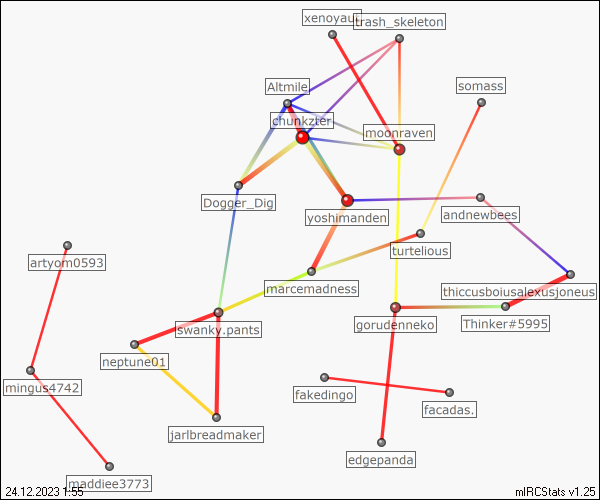 trash_skeleton
somass
Altmile
chunkzter
moonraven
Dogger_Dig
yoshimanden
andnewbees
turtelious
artyom0593
marcemadness
thiccusboiusalexusjoneus
swanky.pants
gorudenneko
Thinker#5995
neptune01
mingus4742
fakedingo
facadas.
jarlbreadmaker
edgepanda
maddiee3773
24.12.2023 1:55
mIRCStats v1.25